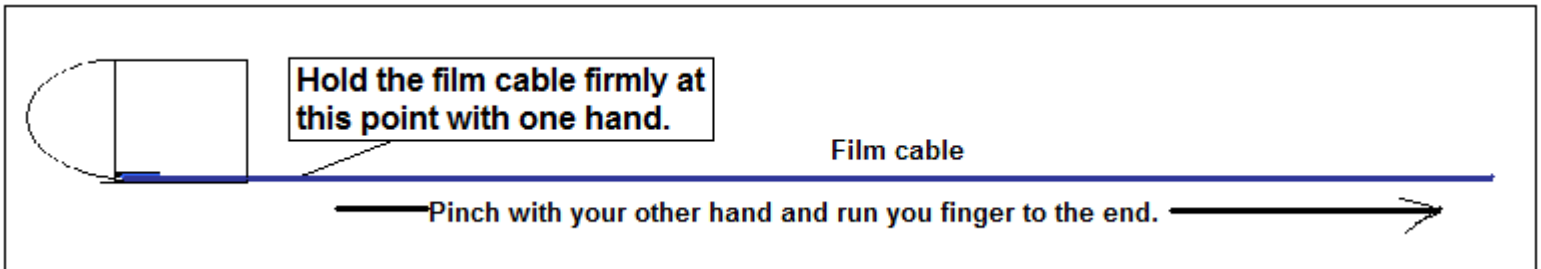 Hold the film cable firmly at
this point with one hand.
Film cable
Pinch with your other hand and run you finger to the end.